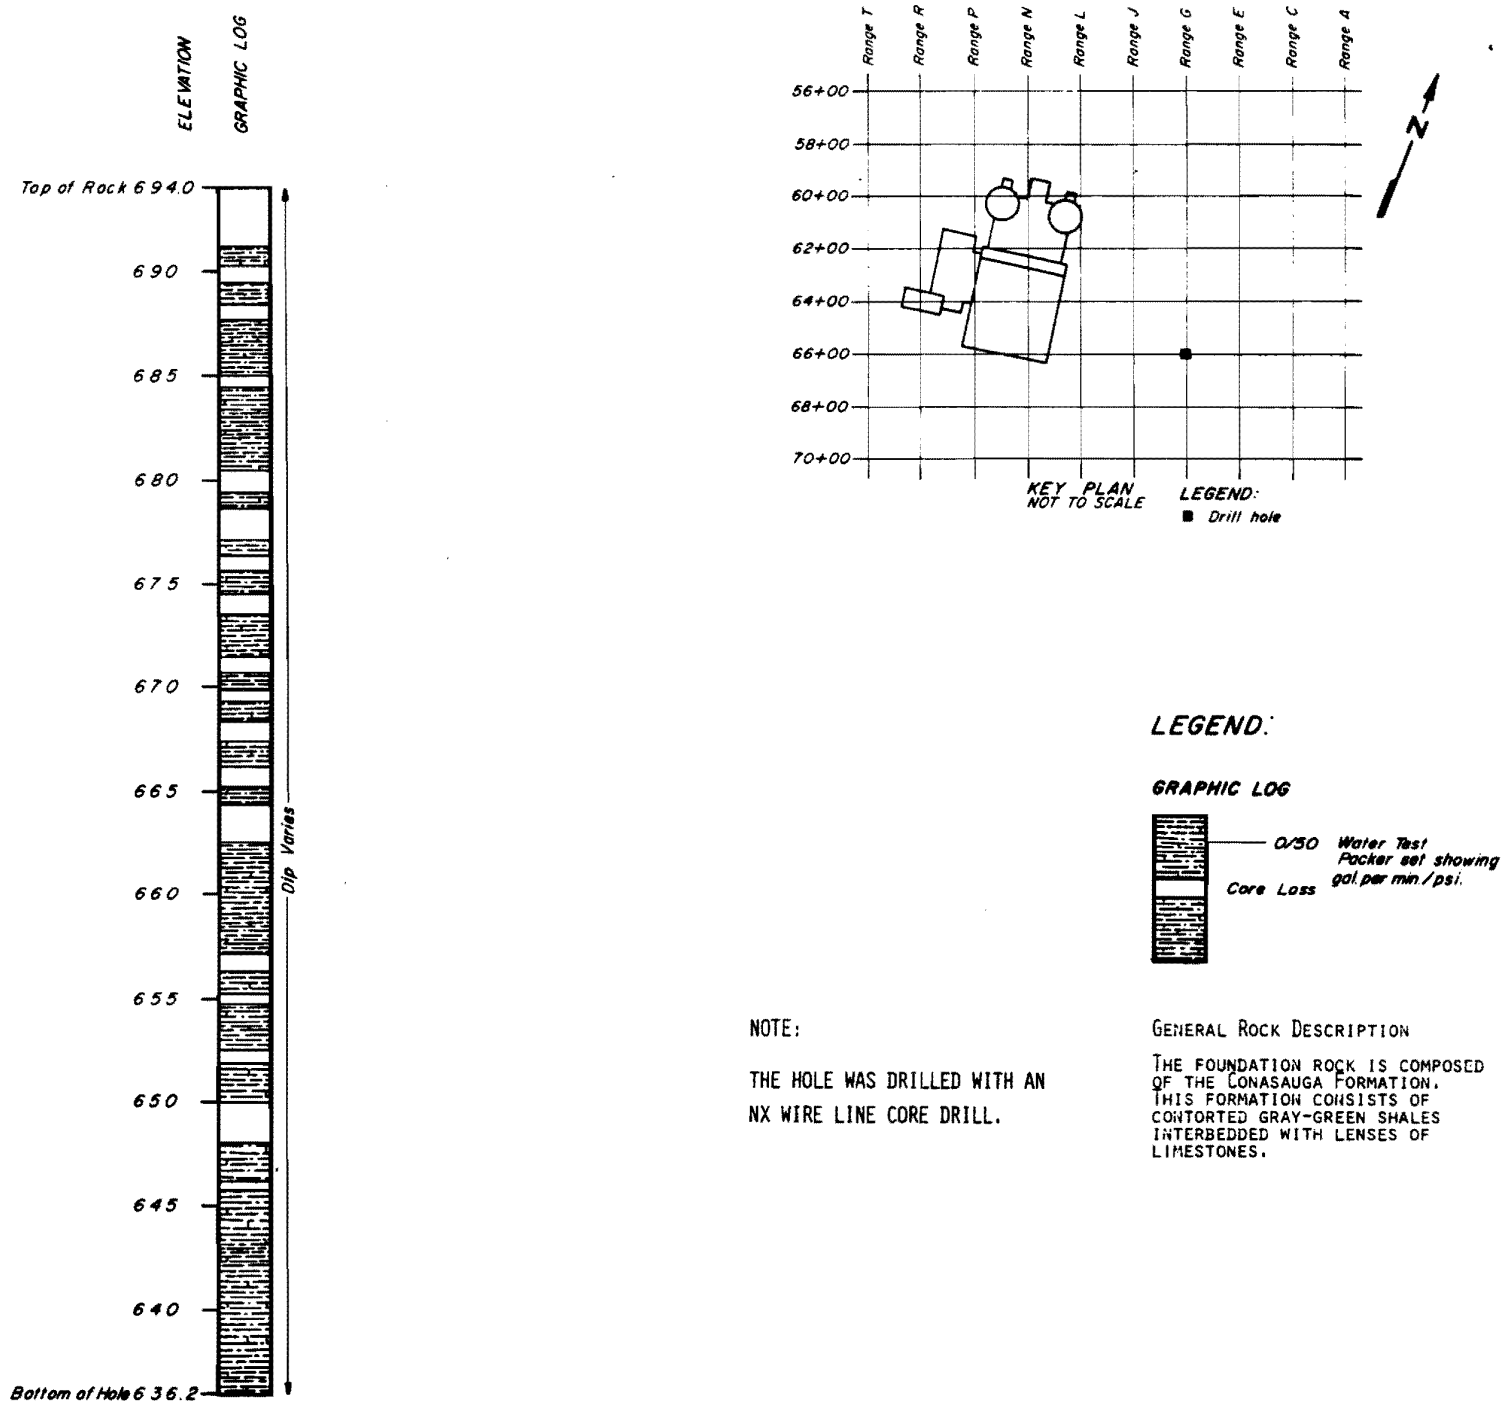 ELEVATION
GRAPHIC LOG
Top of Rock 694.0
690
685
680
675
670
665
660
655
650
645
640
Bottom of Hole 636.2
Dip Varies
Range T
Range R
Range P
Range N
Range L
Range J
Range G
Range E
Range C
Range A
56+00
58+00
60+00
62+00
64+00
66+00
68+00
70+00
N
KEY PLAN
NOT TO SCALE
LEGEND:
Drill hole
LEGEND:
GRAPHIC LOG
0/50 Water Test
Packer set showing
gal. per min./psi.
Core Loss
NOTE:
THE HOLE WAS DRILLED WITH AN
NX WIRE LINE CORE DRILL.
GENERAL ROCK DESCRIPTION
THE FOUNDATION ROCK IS COMPOSED
OF THE CONASAUGA FORMATION.
THIS FORMATION CONSISTS OF
CONTORTED GRAY-GREEN SHALES
INTERBEDDED WITH LENSES OF
LIMESTONES.